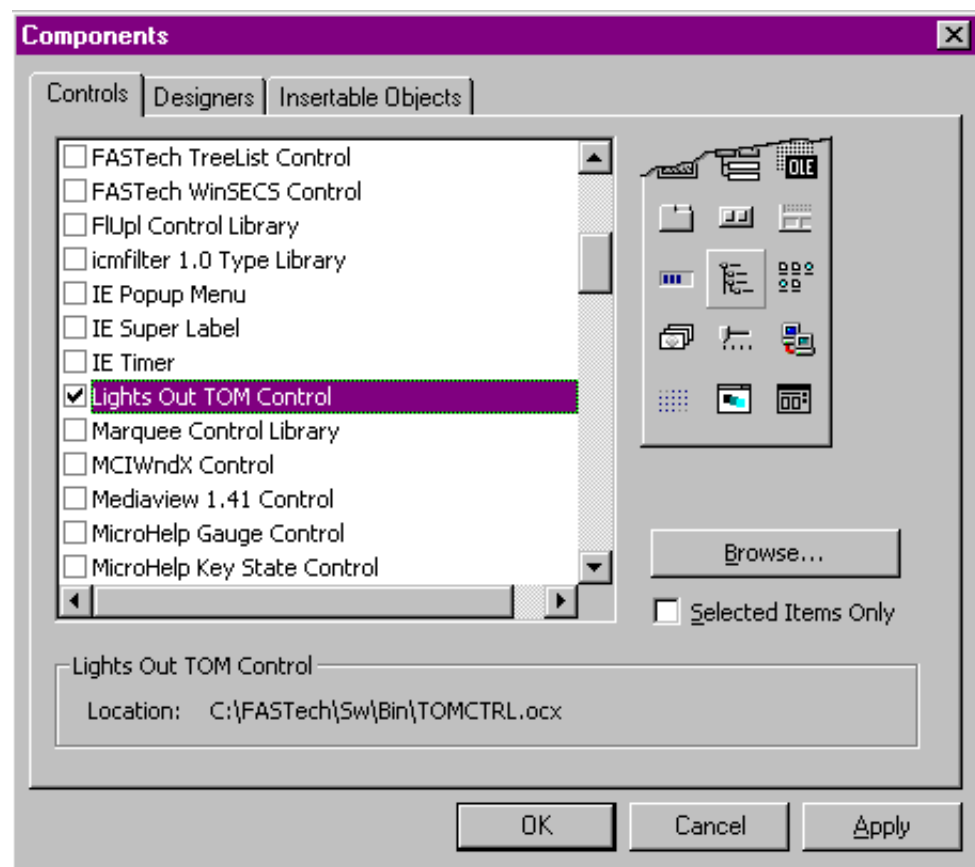 Components
Controls Designers Insertable Objects
FASTech TreeList Control
FASTech WinSECS Control
FlUpl Control Library
icmfilter 1.0 Type Library
IE Popup Menu
IE Super Label
IE Timer
Lights Out TOM Control
Marquee Control Library
MCIWndX Control
Mediaview 1.41 Control
MicroHelp Gauge Control
MicroHelp Key State Control
OLE
Browse...
Selected Items Only
Lights Out TOM Control
Location: C:\FASTech\Sw\Bin\TOMCTRL.ocx
OK Cancel Apply